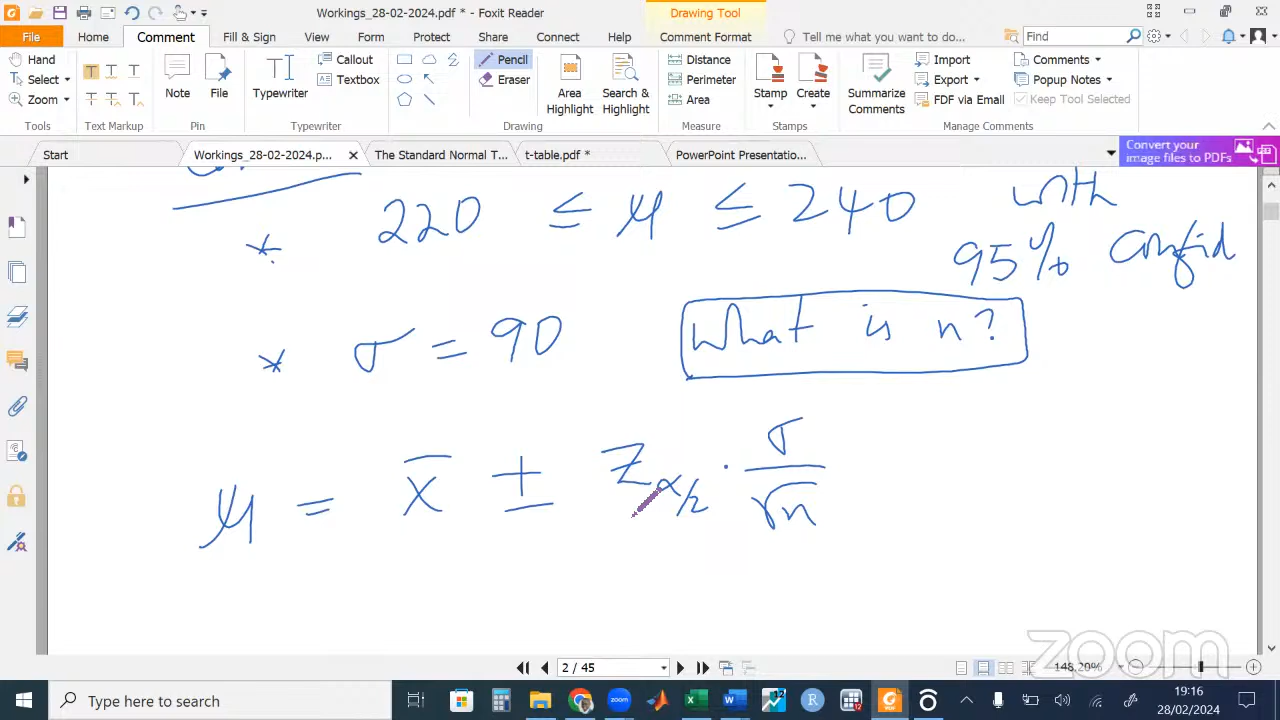 Workings_28-02-2024.pdf * - Foxit Reader
Drawing Tool
File Home Comment Fill & Sign View Form Protect Share Connect Help Comment Format Tell me what you want to do... Find
Hand
Select
Zoom
Tools
Text Markup
Note
File
Pin
Callout
Textbox
Typewriter
Typewriter
Pencil
Eraser
Drawing
Area Highlight
Search & Highlight
Distance
Perimeter
Area
Measure
Stamp
Create
Stamps
Summarize Comments
Import
Export
FDF via Email
Comments
Popup Notes
Keep Tool Selected
Manage Comments
Start Workings_28-02-2024.p... The Standard Normal T... t-table.pdf * PowerPoint Presentatio...
Convert your image files to PDFs
* 220 ≤ μ ≤ 240 with
95% Confid
* σ = 90 What is n?
μ = x̄ ± Z α/2 · σ/√n
zoom
2 / 45
148.20%
Type here to search
19:16
28/02/2024